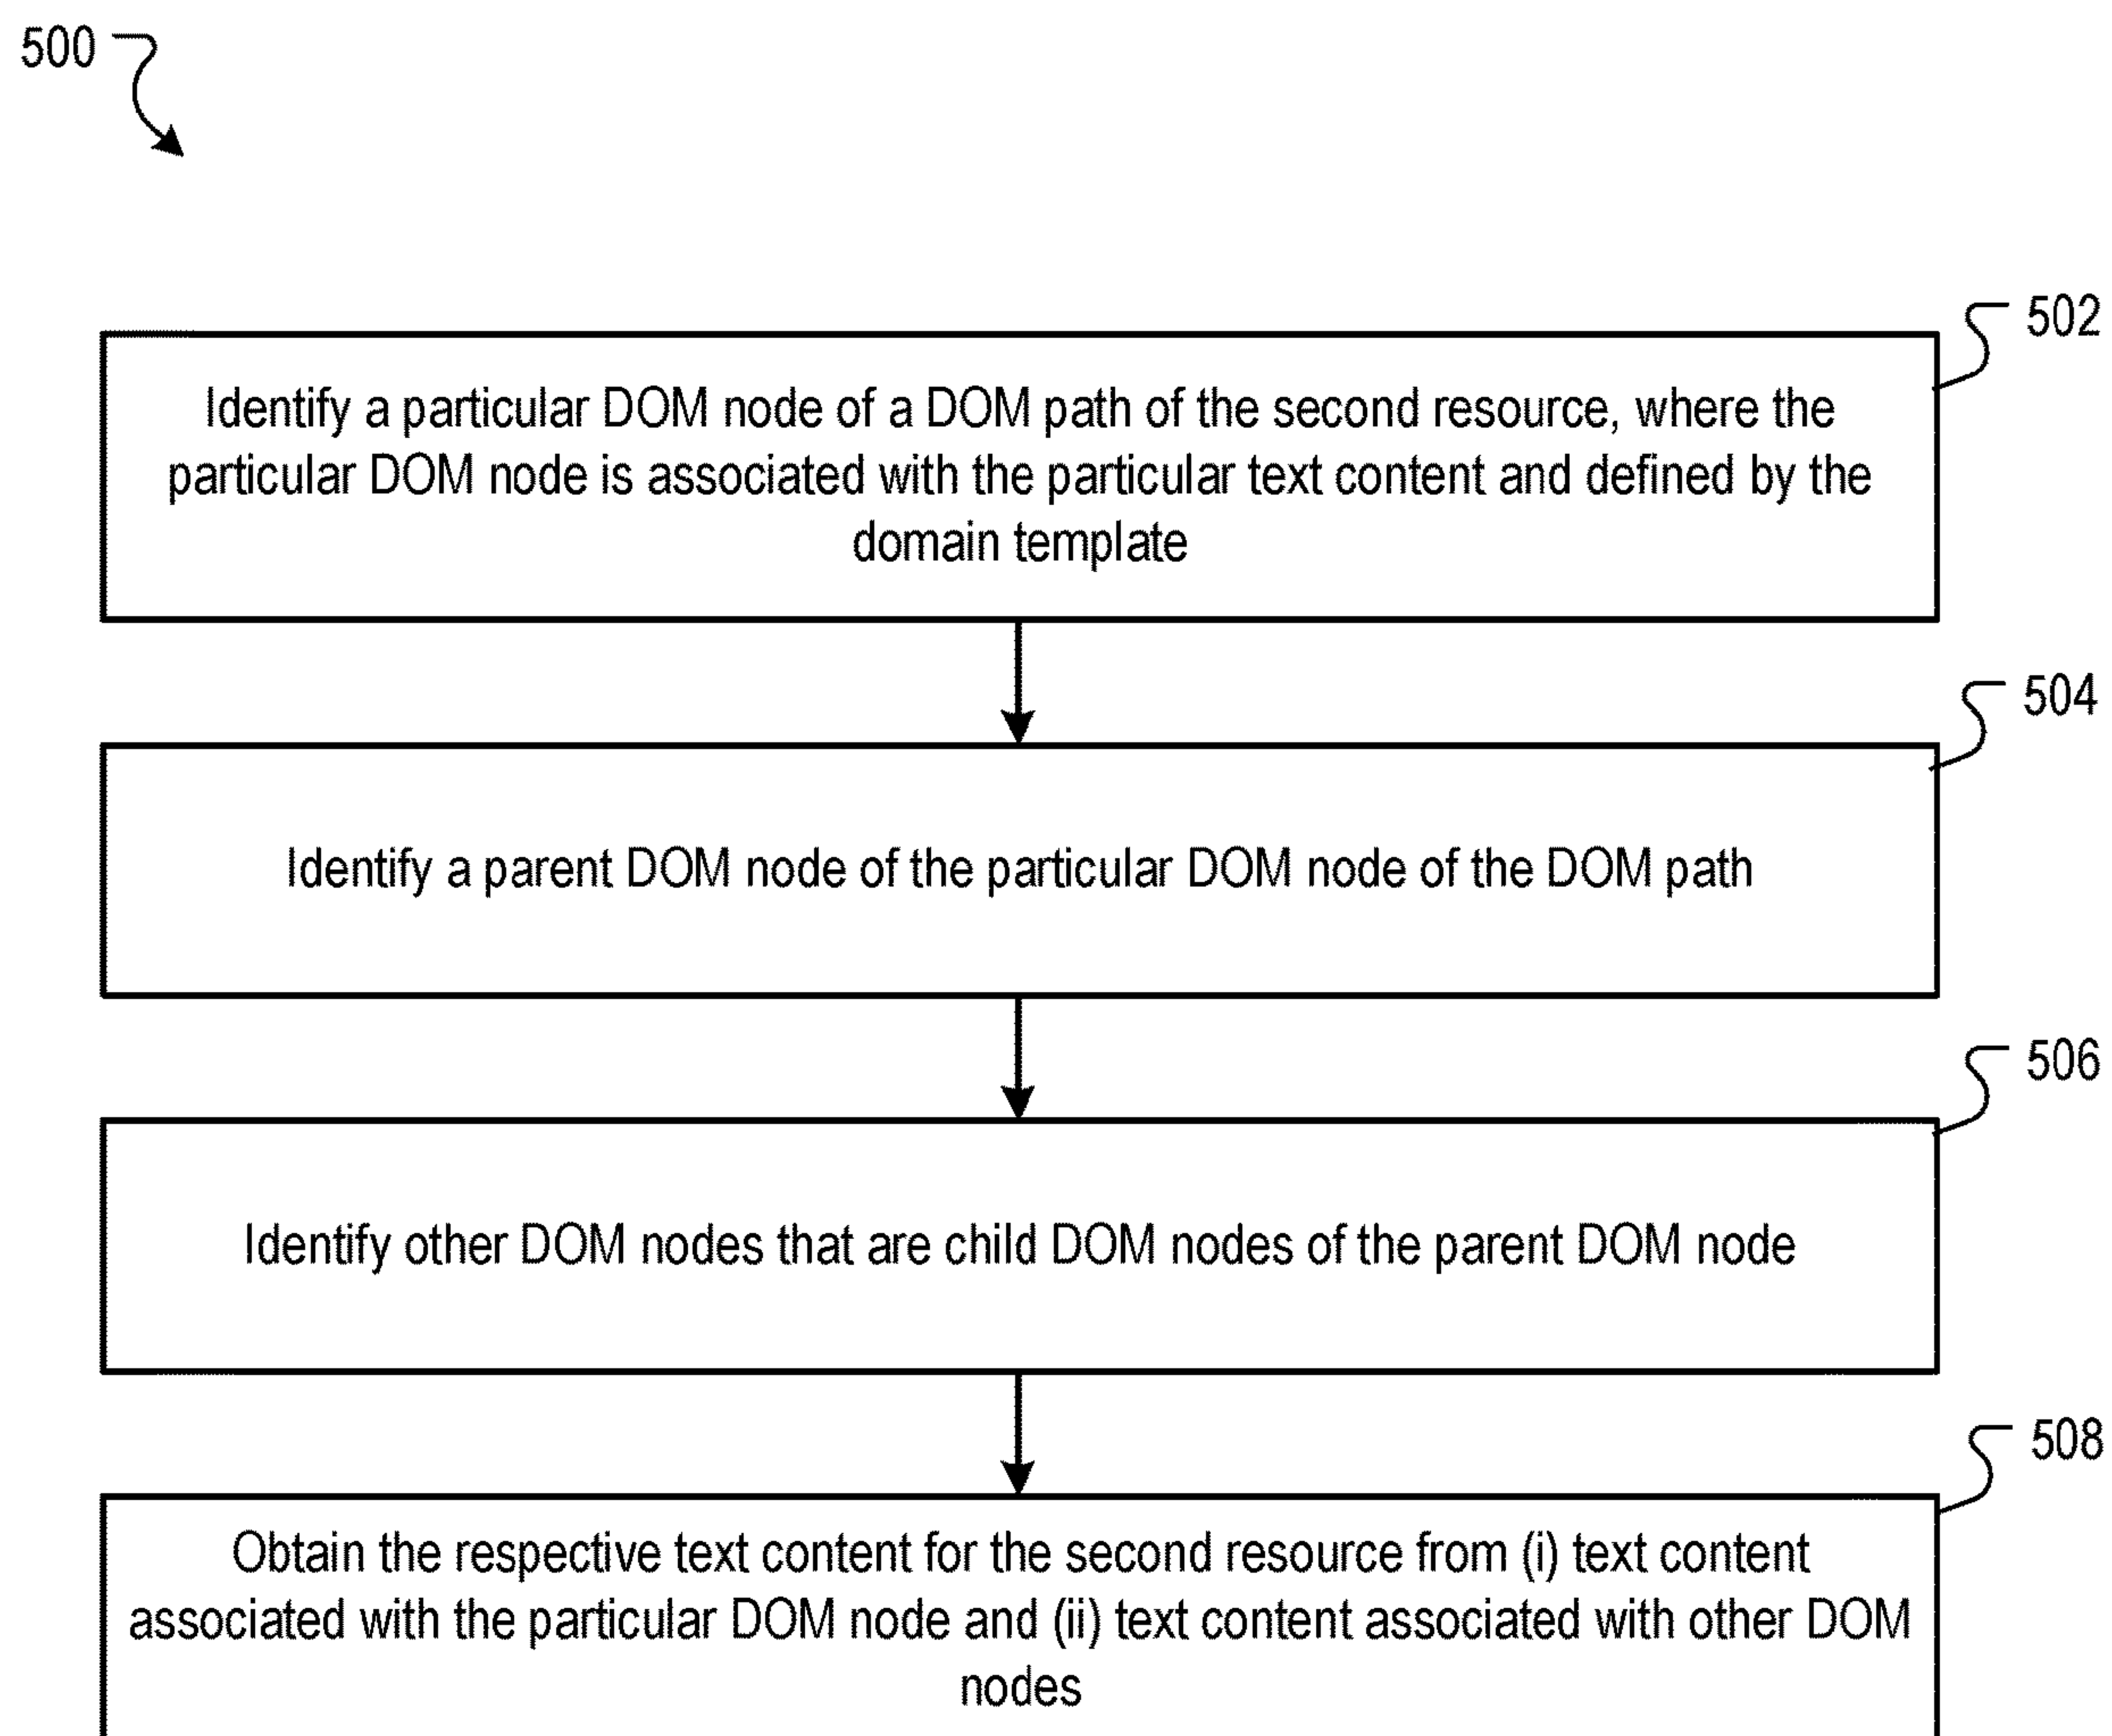 500
502
Identify a particular DOM node of a DOM path of the second resource, where the
particular DOM node is associated with the particular text content and defined by the
domain template
504
Identify a parent DOM node of the particular DOM node of the DOM path
506
Identify other DOM nodes that are child DOM nodes of the parent DOM node
508
Obtain the respective text content for the second resource from (i) text content
associated with the particular DOM node and (ii) text content associated with other DOM
nodes